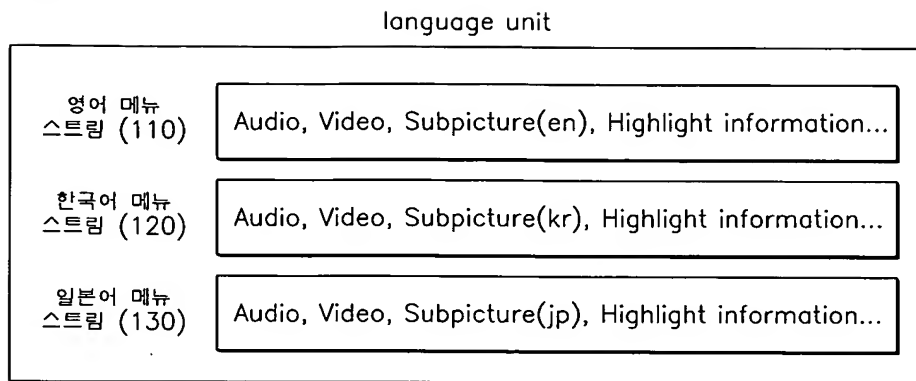 language unit
영어 메뉴
스트림 (110)
Audio, Video, Subpicture(en), Highlight information...
한국어 메뉴
스트림 (120)
Audio, Video, Subpicture(kr), Highlight information...
일본어 메뉴
스트림 (130)
Audio, Video, Subpicture(jp), Highlight information...